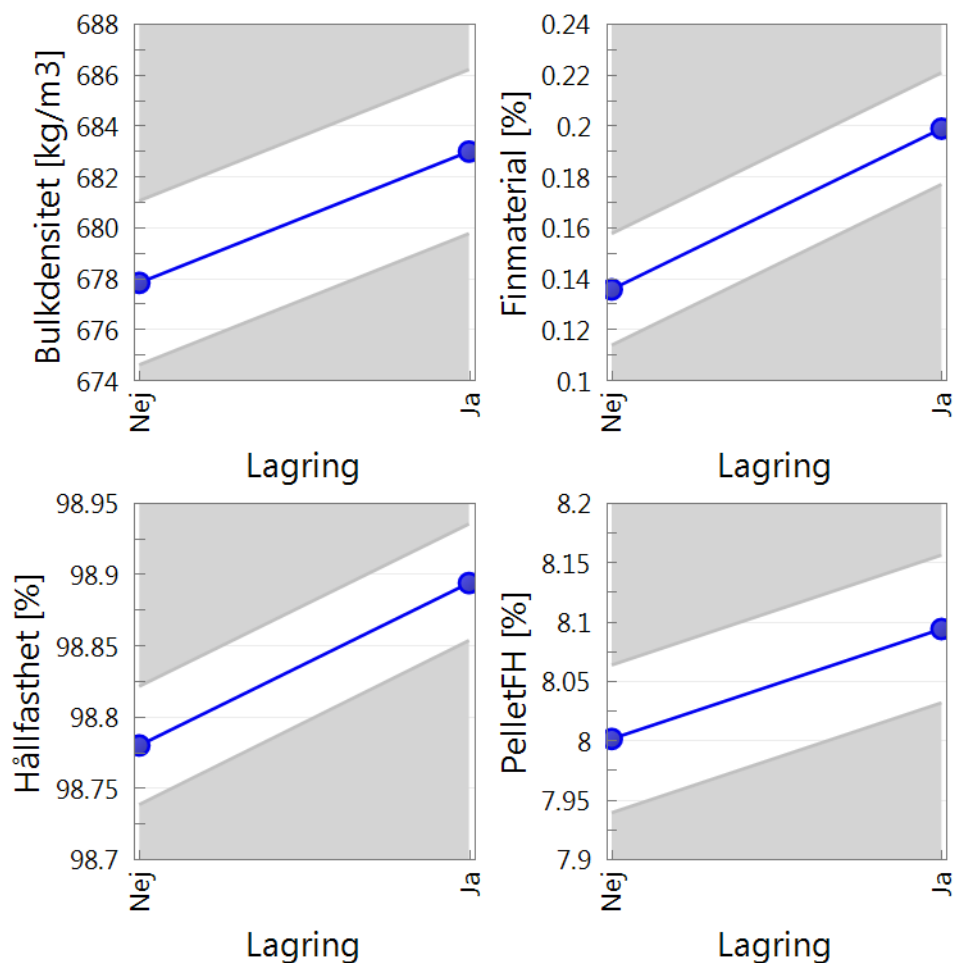 Bulkdensitet [kg/m3]
688
686
684
682
680
678
676
674
Nej
Ja
Lagring
Finmaterial [%]
0.24
0.22
0.2
0.18
0.16
0.14
0.12
0.1
Nej
Ja
Lagring
Hållfasthet [%]
98.95
98.9
98.85
98.8
98.75
98.7
Nej
Ja
Lagring
PelletFH [%]
8.2
8.15
8.1
8.05
8
7.95
7.9
Nej
Ja
Lagring